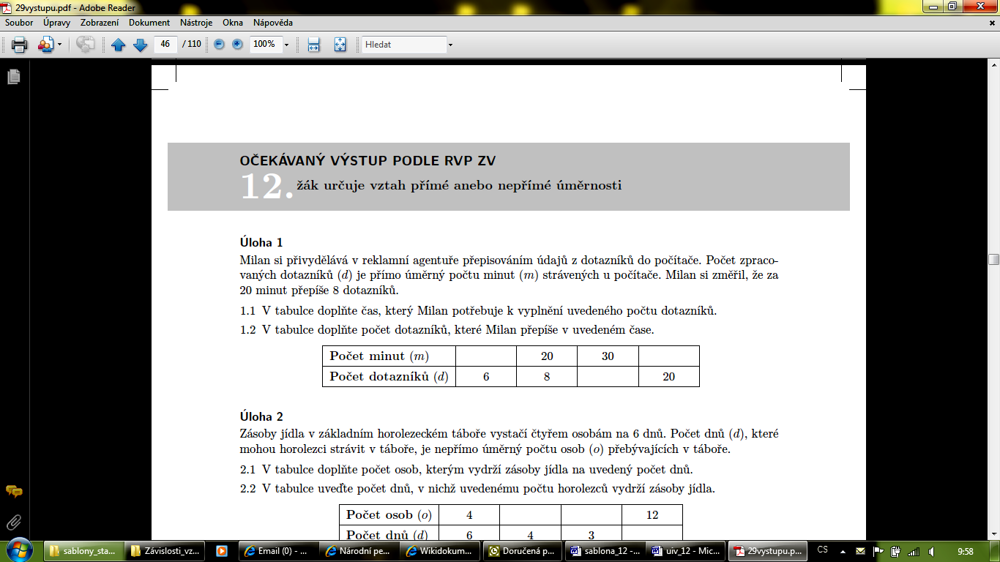 29vystupu.pdf - Adobe Reader
Soubor Úpravy Zobrazení Dokument Nástroje Okna Nápověda
46 / 110 100% Hledat
OČEKÁVANÝ VÝSTUP PODLE RVP ZV
12. žák určuje vztah přímé anebo nepřímé úměrnosti
Úloha 1
Milan si přivydělává v reklamní agentuře přepisováním údajů z dotazníků do počítače. Počet zpraco-
vaných dotazníků (d) je přímo úměrný počtu minut (m) strávených u počítače. Milan si změřil, že za
20 minut přepíše 8 dotazníků.
1.1 V tabulce doplňte čas, který Milan potřebuje k vyplnění uvedeného počtu dotazníků.
1.2 V tabulce doplňte počet dotazníků, které Milan přepíše v uvedeném čase.
Počet minut (m) 20 30
Počet dotazníků (d) 6 8 20
Úloha 2
Zásoby jídla v základním horolezeckém táboře vystačí čtyřem osobám na 6 dnů. Počet dnů (d), které
mohou horolezci strávit v táboře, je nepřímo úměrný počtu osob (o) přebývajících v táboře.
2.1 V tabulce doplňte počet osob, kterým vydrží zásoby jídla na uvedený počet dnů.
2.2 V tabulce uveďte počet dnů, v nichž uvedenému počtu horolezců vydrží zásoby jídla.
Počet osob (o) 4 12
Počet dnů (d) 6 4 3
sablony_sta... Závislosti_vz... Email (0) - ... Národní pe... Wikidokum... Doručená p... sablona_12 -... uiv_12 - Mic... 29vystupu.p... CS 9:58